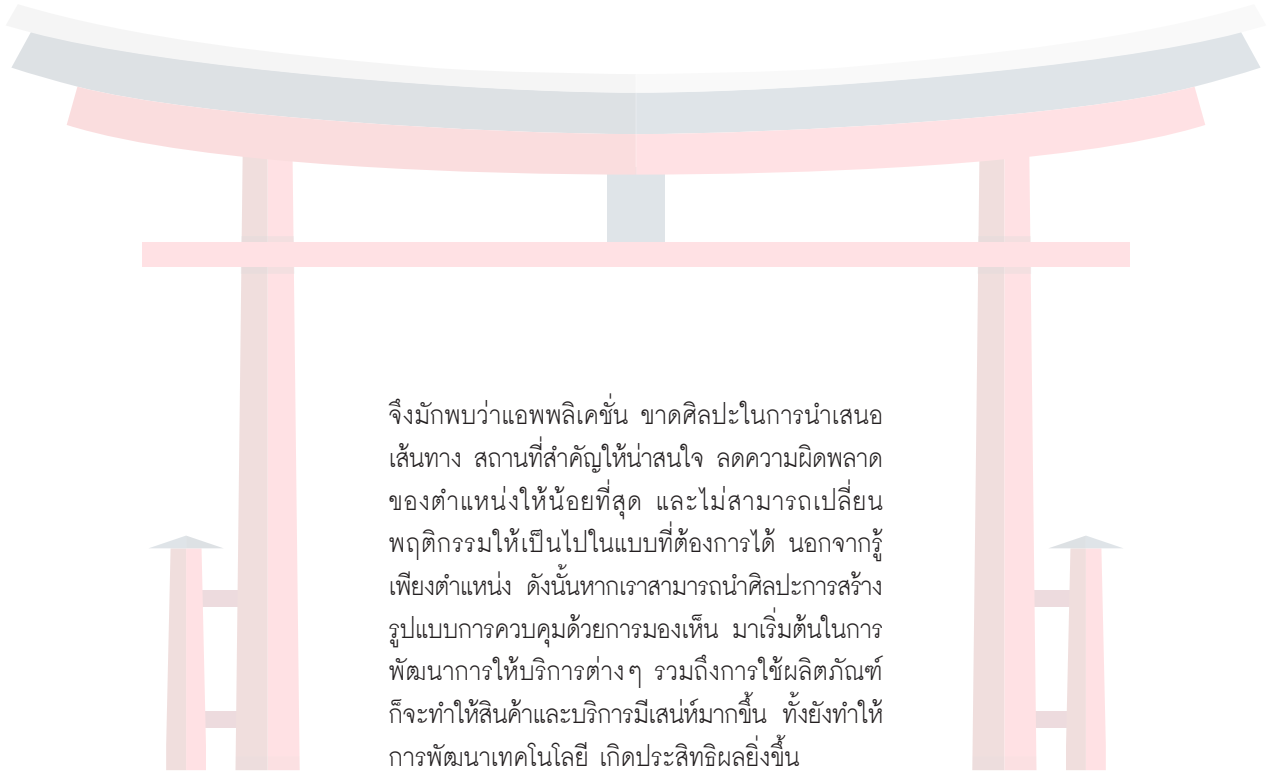 จึงมักพบว่าแอพพลิเคชั่น ขาดศิลปะในการนำเสนอ
เส้นทาง สถานที่สำคัญให้น่าสนใจ ลดความผิดพลาด
ของตำแหน่งให้น้อยที่สุด และไม่สามารถเปลี่ยน
พฤติกรรมให้เป็นไปในแบบที่ต้องการได้ นอกจากรู้
เพียงตำแหน่ง ดังนั้นหากเราสามารถนำศิลปะการสร้าง
รูปแบบการควบคุมด้วยการมองเห็น มาเริ่มต้นในการ
พัฒนาการให้บริการต่างๆ รวมถึงการใช้ผลิตภัณฑ์
ก็จะทำให้สินค้าและบริการมีเสน่ห์มากขึ้น ทั้งยังทำให้
การพัฒนาเทคโนโลยี เกิดประสิทธิผลยิ่งขึ้น